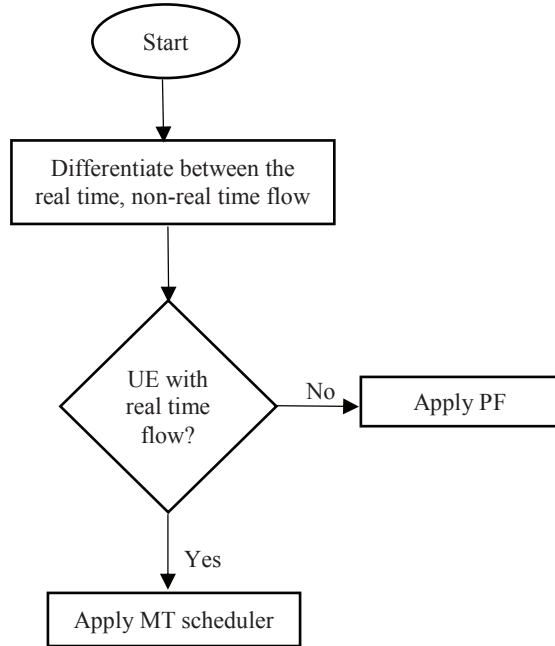 Start
Differentiate between the
real time, non-real time flow
UE with
real time
flow?
No
Apply PF
Yes
Apply MT scheduler